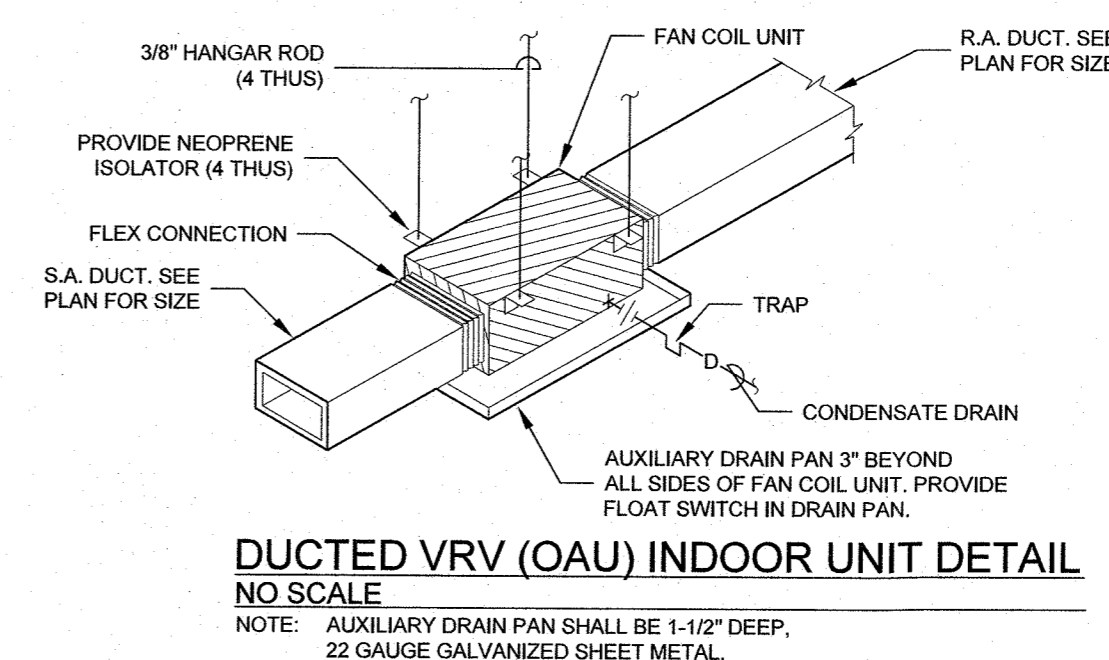 3/8" HANGAR ROD
(4 THUS)
FAN COIL UNIT
R.A. DUCT. SEE
PLAN FOR SIZE
PROVIDE NEOPRENE
ISOLATOR (4 THUS)
FLEX CONNECTION
S.A. DUCT. SEE
PLAN FOR SIZE
TRAP
D
CONDENSATE DRAIN
AUXILIARY DRAIN PAN 3" BEYOND
ALL SIDES OF FAN COIL UNIT. PROVIDE
FLOAT SWITCH IN DRAIN PAN.
DUCTED VRV (OAU) INDOOR UNIT DETAIL
NO SCALE
NOTE: AUXILIARY DRAIN PAN SHALL BE 1-1/2" DEEP,
22 GAUGE GALVANIZED SHEET METAL.